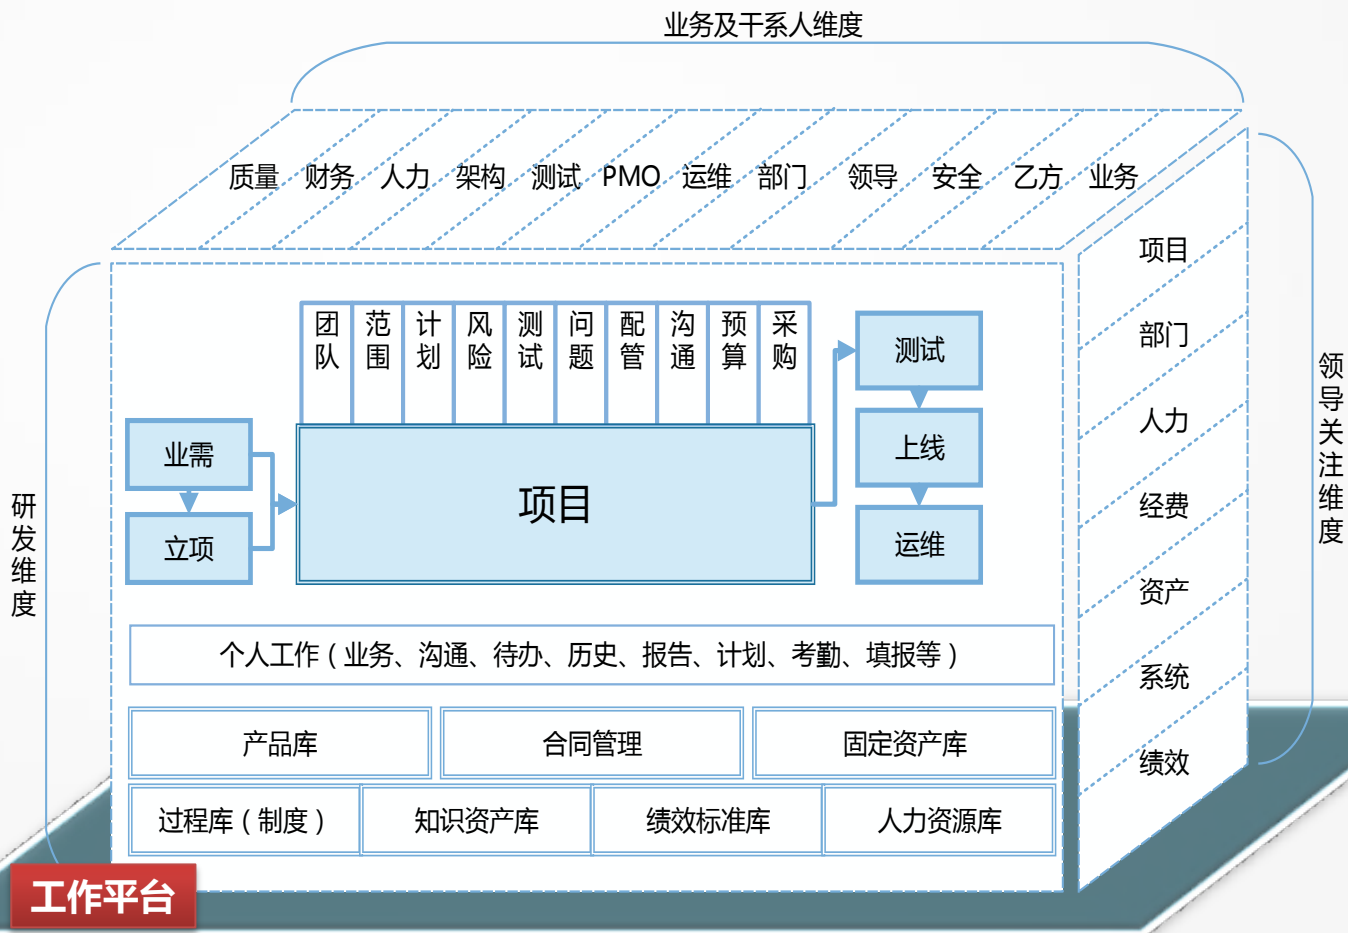 业务及干系人维度
质量 财务 人力 架构 测试 PMO 运维 部门 领导 安全 乙方 业务
项目
部门
人力
经费
资产
系统
绩效
领导关注维度
研发维度
团队 范围 计划 风险 测试 问题 配管 沟通 预算 采购
业需
立项
项目
测试
上线
运维
个人工作（业务、沟通、待办、历史、报告、计划、考勤、填报等）
产品库 合同管理 固定资产库
过程库（制度） 知识资产库 绩效标准库 人力资源库
工作平台